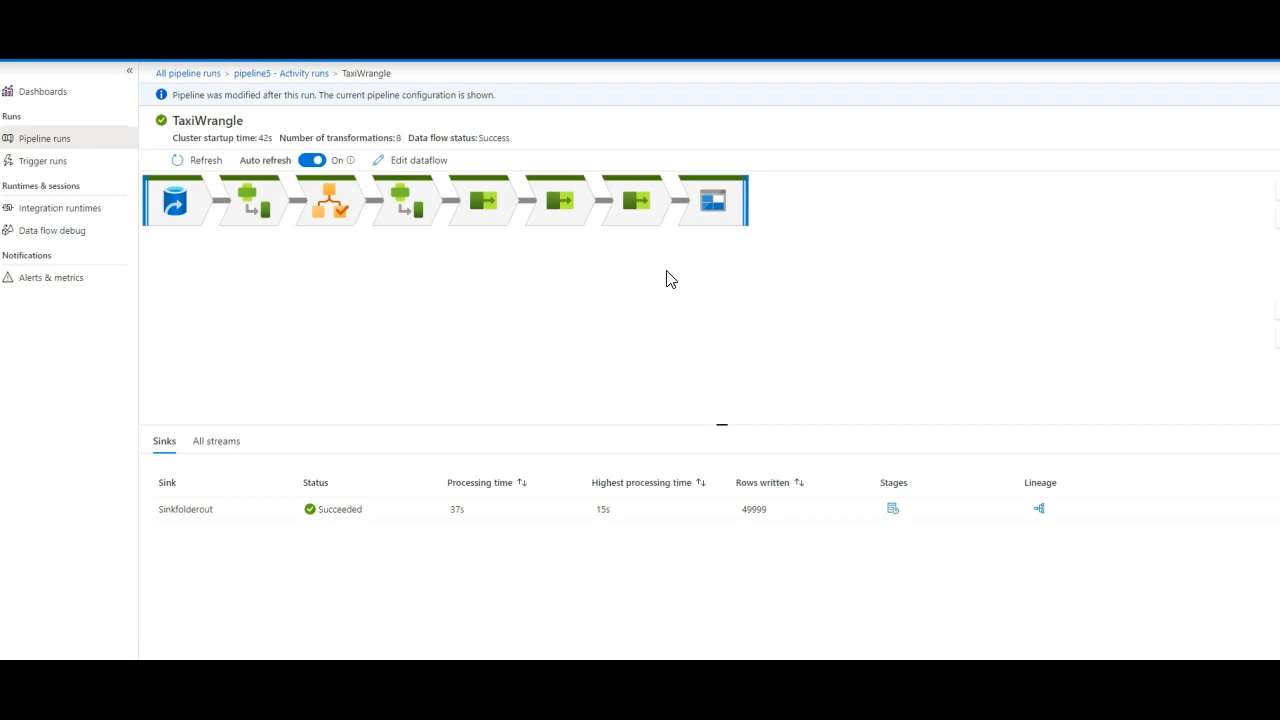 All pipeline runs > pipeline5 - Activity runs > TaxiWrangle
Dashboards
Pipeline was modified after this run. The current pipeline configuration is shown.
Runs
TaxiWrangle
Pipeline runs
Cluster startup time: 42s Number of transformations: 8 Data flow status: Success
Trigger runs
Refresh Auto refresh On Edit dataflow
Runtimes & sessions
Integration runtimes
Data flow debug
Notifications
Alerts & metrics
Sinks All streams
Sink Status Processing time Highest processing time Rows written Stages Lineage
Sinkfolderout Succeeded 37s 15s 49999